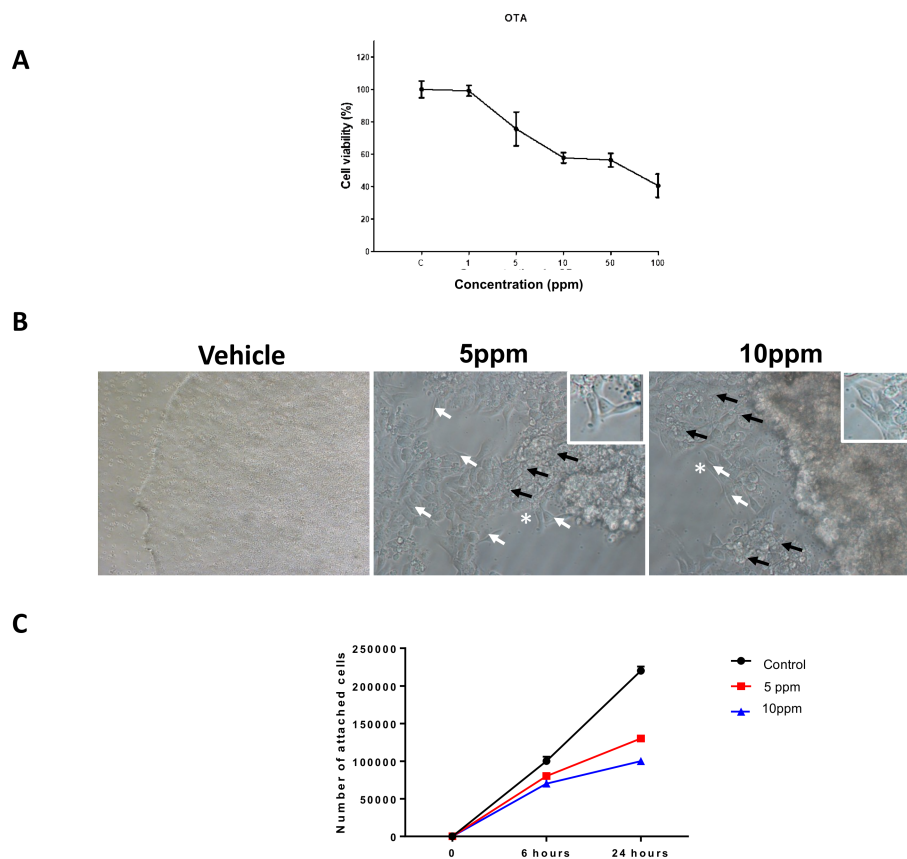 A
OTA
Cell viability (%)
120
100
80
60
40
20
0
C 1 5 10 50 100
Concentration (ppm)
B
Vehicle 5ppm 10ppm
*
*
C
Number of attached cells
250000
200000
150000
100000
50000
0
0 6 hours 24 hours
Control
5 ppm
10ppm